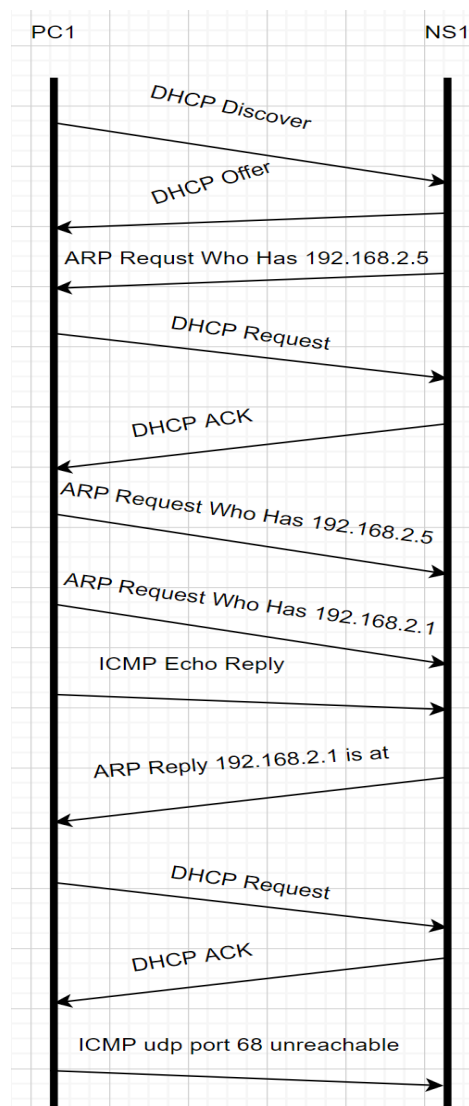 PC1
NS1
DHCP Discover
DHCP Offer
ARP Requst Who Has 192.168.2.5
DHCP Request
DHCP ACK
ARP Request Who Has 192.168.2.5
ARP Request Who Has 192.168.2.1
ICMP Echo Reply
ARP Reply 192.168.2.1 is at
DHCP Request
DHCP ACK
ICMP udp port 68 unreachable